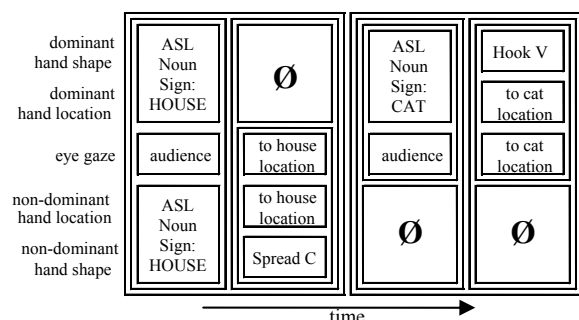 dominant
hand shape
dominant
hand location
eye gaze
non-dominant
hand location
non-dominant
hand shape
ASL
Noun
Sign:
HOUSE
audience
ASL
Noun
Sign:
HOUSE
Ø
to house
location
to house
location
Spread C
ASL
Noun
Sign:
CAT
audience
Ø
Hook V
to cat
location
to cat
location
Ø
time